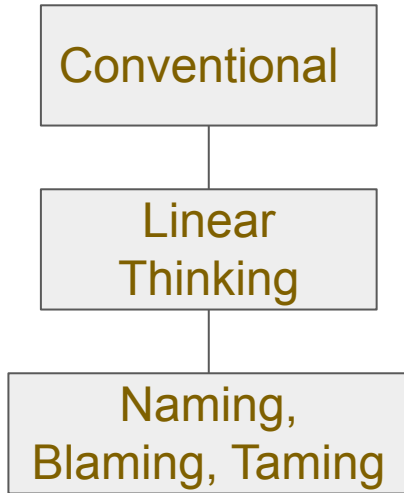 Conventional
Linear
Thinking
Naming,
Blaming, Taming